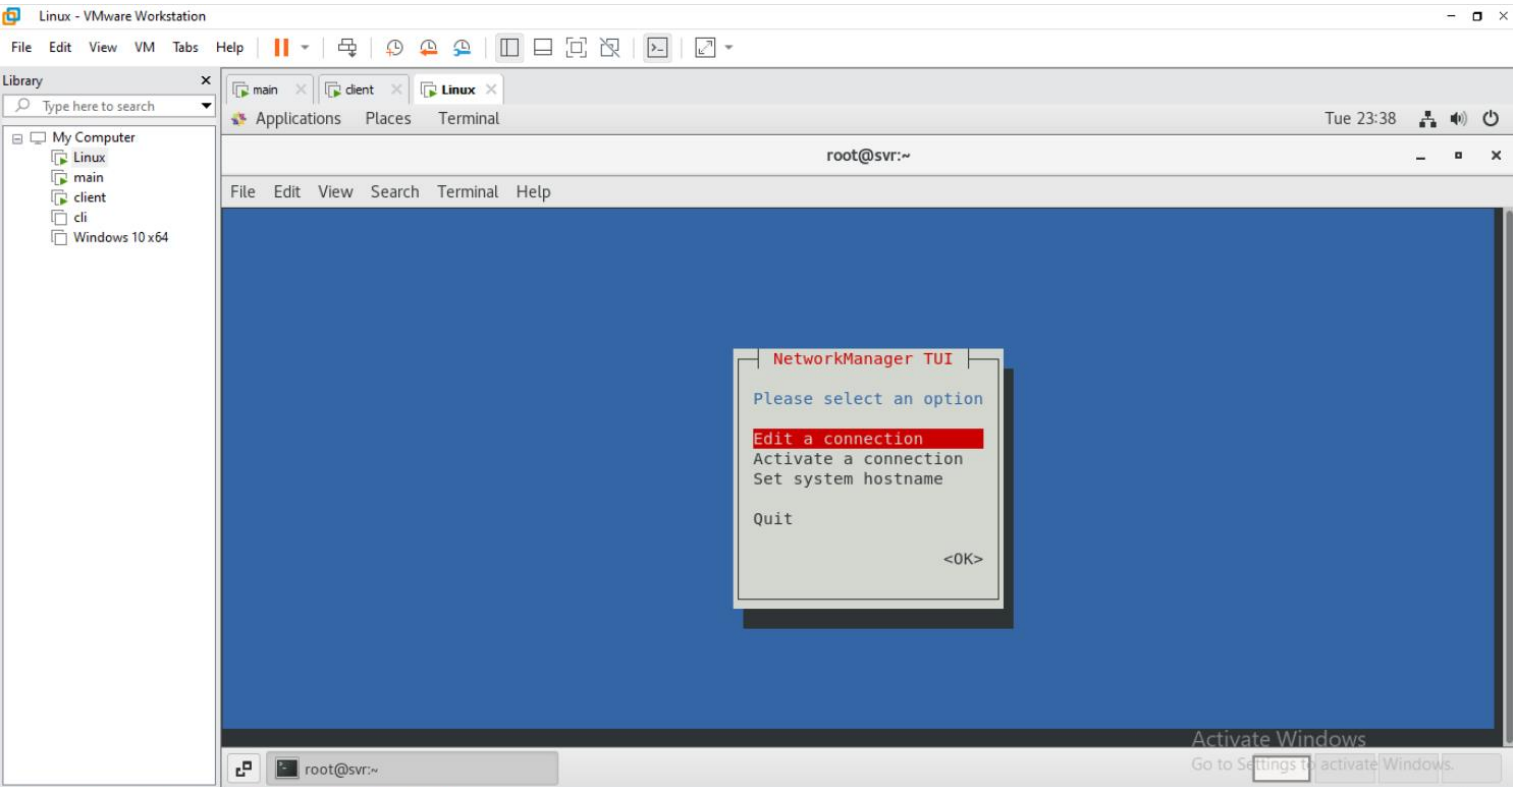 Linux - VMware Workstation
File Edit View VM Tabs Help
Library
Type here to search
My Computer
Linux
main
client
cli
Windows 10 x64
main client Linux
Applications Places Terminal Tue 23:38
root@svr:~
File Edit View Search Terminal Help
NetworkManager TUI
Please select an option
Edit a connection
Activate a connection
Set system hostname
Quit
<OK>
Activate Windows
Go to Settings to activate Windows.
root@svr:~